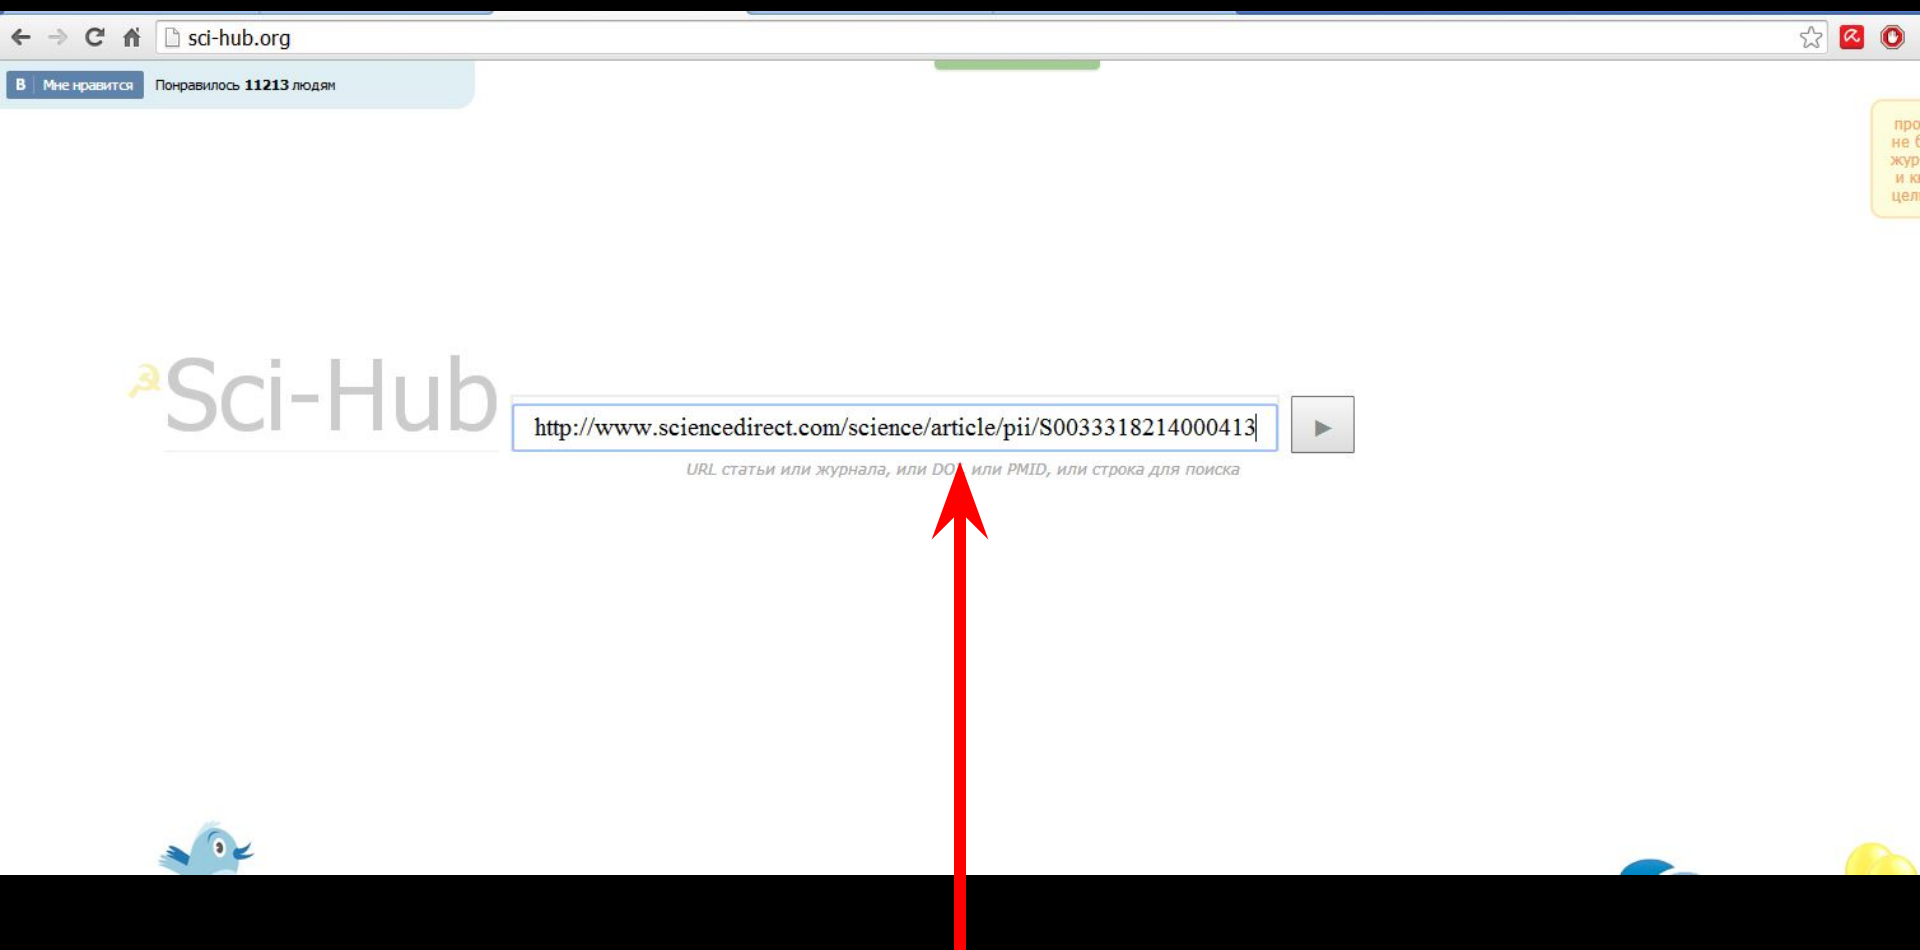 sci-hub.org
B Мне нравится Понравилось 11213 людям
Sci-Hub
http://www.sciencedirect.com/science/article/pii/S0033318214000413
URL статьи или журнала, или DO или PMID, или строка для поиска